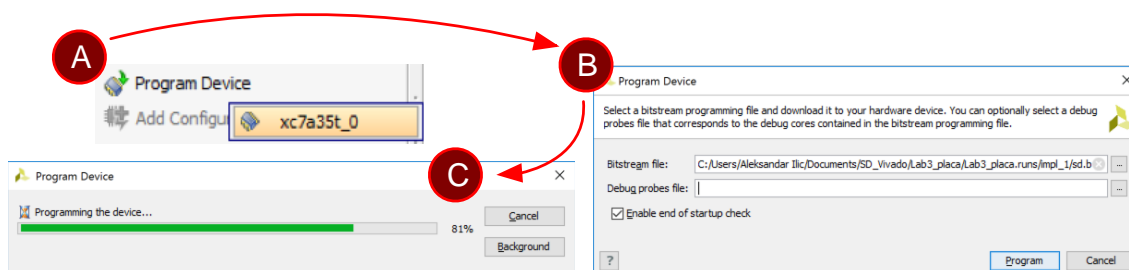 A
Program Device
Add Configu
xc7a35t_0
B
Program Device
Select a bitstream programming file and download it to your hardware device. You can optionally select a debug
probes file that corresponds to the debug cores contained in the bitstream programming file.
Bitstream file: C:/Users/Aleksandar Ilic/Documents/SD_Vivado/Lab3_placa/Lab3_placa.runs/impl_1/sd.b
Debug probes file:
Enable end of startup check
? Program Cancel
C
Program Device
Programming the device...
81%
Cancel
Background